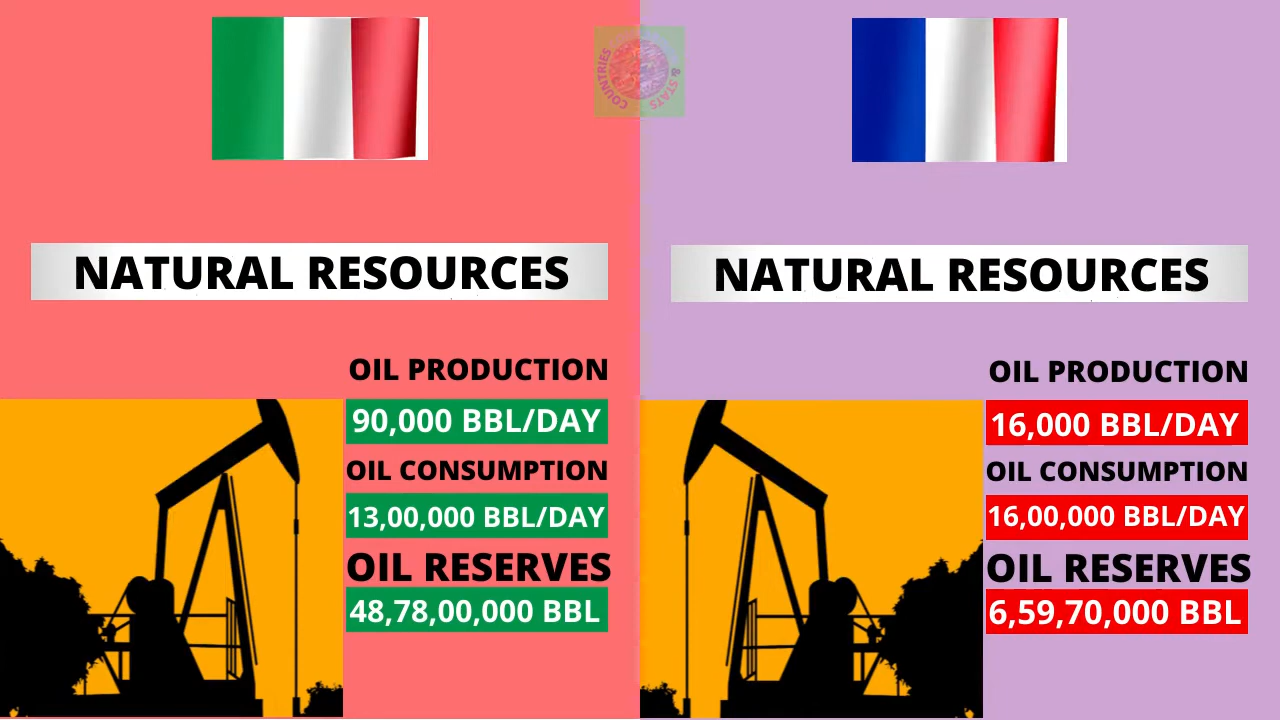 COUNTRIES
& STATS
NATURAL RESOURCES
OIL PRODUCTION
90,000 BBL/DAY
OIL CONSUMPTION
13,00,000 BBL/DAY
OIL RESERVES
48,78,00,000 BBL
NATURAL RESOURCES
OIL PRODUCTION
16,000 BBL/DAY
OIL CONSUMPTION
16,00,000 BBL/DAY
OIL RESERVES
6,59,70,000 BBL